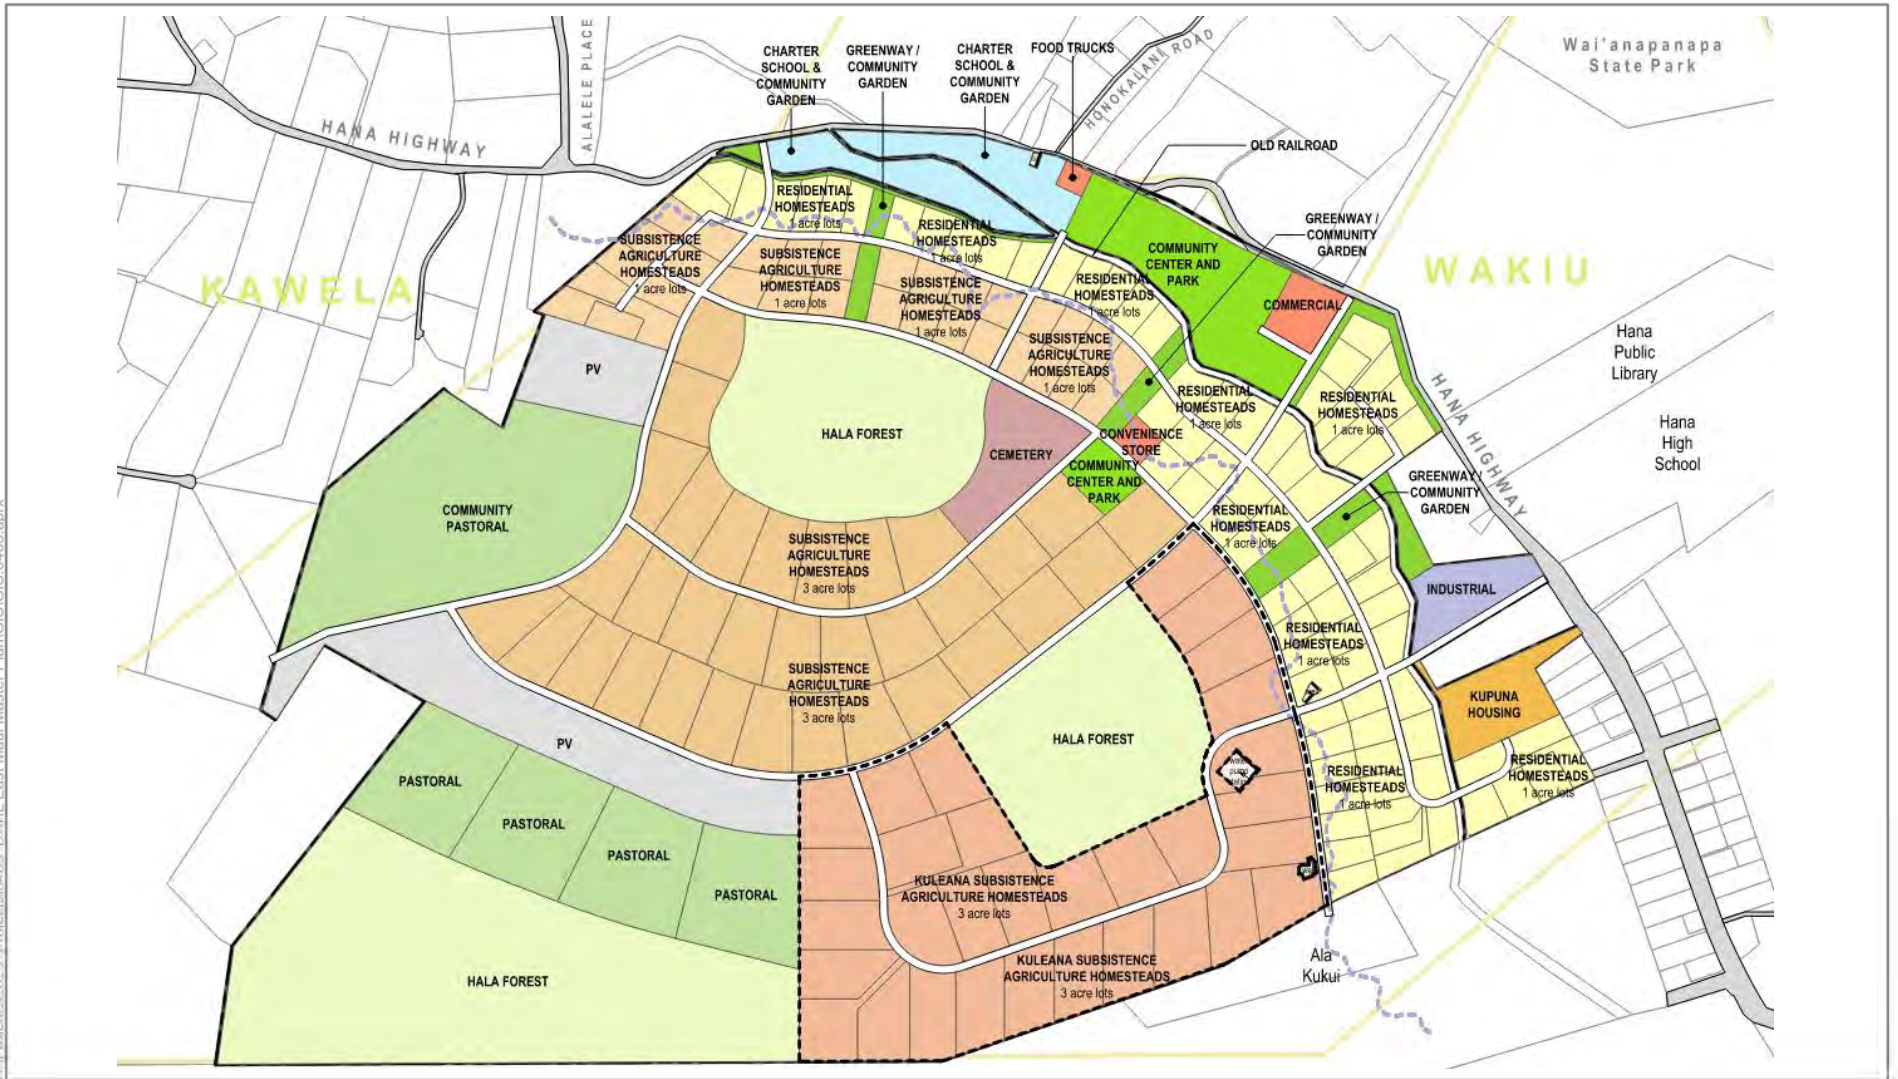 CHARTER
SCHOOL &
COMMUNITY
GARDEN
GREENWAY /
COMMUNITY
GARDEN
CHARTER
SCHOOL &
COMMUNITY
GARDEN
FOOD TRUCKS
HONOKALANI ROAD
Wai'anapanapa
State Park
ALALELE PLACE
HANA HIGHWAY
OLD RAILROAD
RESIDENTIAL
HOMESTEADS
1 acre lots
RESIDENTIAL
HOMESTEADS
1 acre lots
GREENWAY /
COMMUNITY
GARDEN
SUBSISTENCE
AGRICULTURE
HOMESTEADS
1 acre lots
SUBSISTENCE
AGRICULTURE
HOMESTEADS
1 acre lots
SUBSISTENCE
AGRICULTURE
HOMESTEADS
1 acre lots
RESIDENTIAL
HOMESTEADS
1 acre lots
COMMUNITY
CENTER AND
PARK
KAWELA
WAKIU
COMMERCIAL
SUBSISTENCE
AGRICULTURE
HOMESTEADS
1 acre lots
Hana
Public
Library
PV
RESIDENTIAL
HOMESTEADS
1 acre lots
RESIDENTIAL
HOMESTEADS
1 acre lots
HANA HIGHWAY
Hana
High
School
HALA FOREST
CEMETERY
CONVENIENCE
STORE
COMMUNITY
CENTER AND
PARK
GREENWAY /
COMMUNITY
GARDEN
COMMUNITY
PASTORAL
RESIDENTIAL
HOMESTEADS
1 acre lots
SUBSISTENCE
AGRICULTURE
HOMESTEADS
3 acre lots
INDUSTRIAL
RESIDENTIAL
HOMESTEADS
1 acre lots
SUBSISTENCE
AGRICULTURE
HOMESTEADS
3 acre lots
KUPUNA
HOUSING
HALA FOREST
PV
RESIDENTIAL
HOMESTEADS
1 acre lots
RESIDENTIAL
HOMESTEADS
1 acre lots
PASTORAL
PASTORAL
PASTORAL
PASTORAL
KULEANA SUBSISTENCE
AGRICULTURE HOMESTEADS
3 acre lots
KULEANA SUBSISTENCE
AGRICULTURE HOMESTEADS
3 acre lots
HALA FOREST
Ala
Kukui